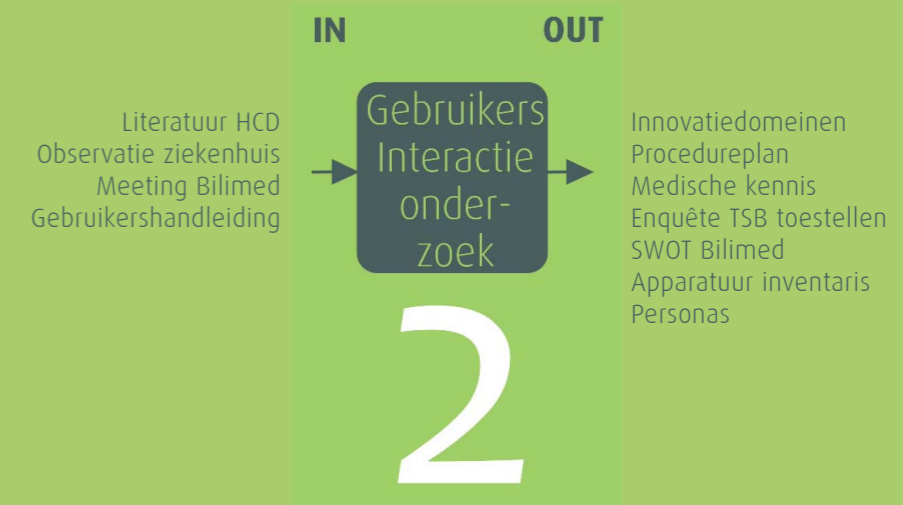 IN
OUT
Literatuur HCD
Observatie ziekenhuis
Meeting Bilimed
Gebruikershandleiding
Gebruikers
Interactie
onder-
zoek
Innovatiedomeinen
Procedureplan
Medische kennis
Enquête TSB toestellen
SWOT Bilimed
Apparatuur inventaris
Personas
2